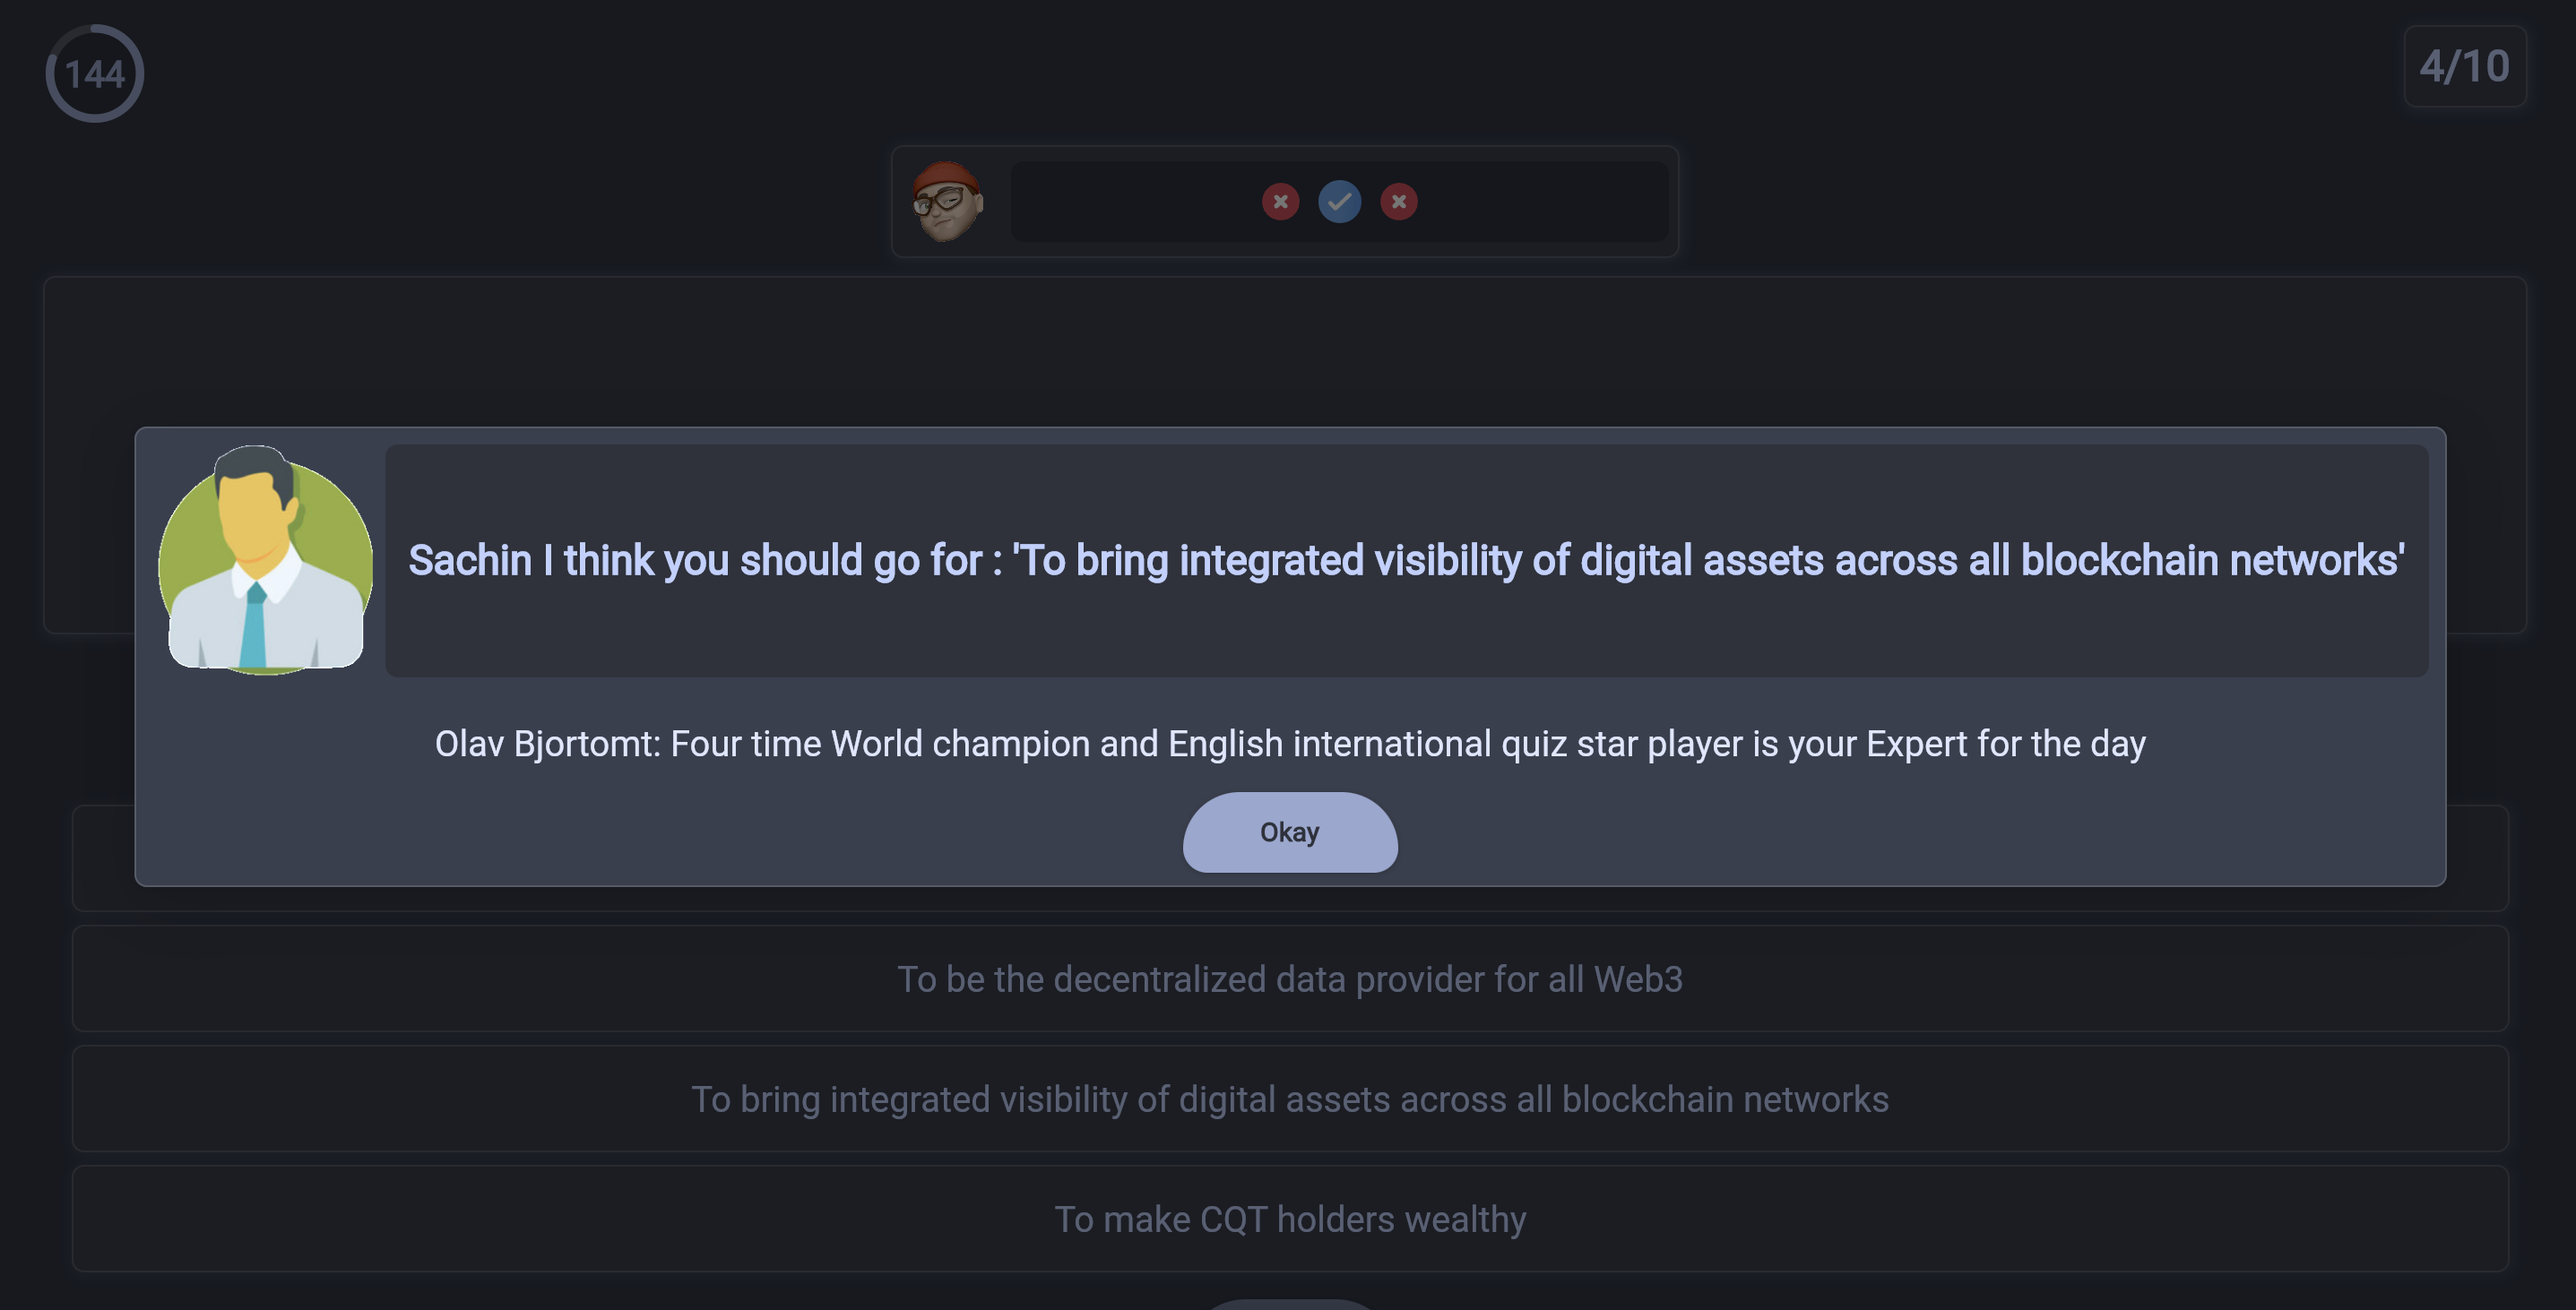 144
4/10
Sachin I think you should go for : 'To bring integrated visibility of digital assets across all blockchain networks'
Olav Bjortomt: Four time World champion and English international quiz star player is your Expert for the day
Okay
To be the decentralized data provider for all Web3
To bring integrated visibility of digital assets across all blockchain networks
To make CQT holders wealthy